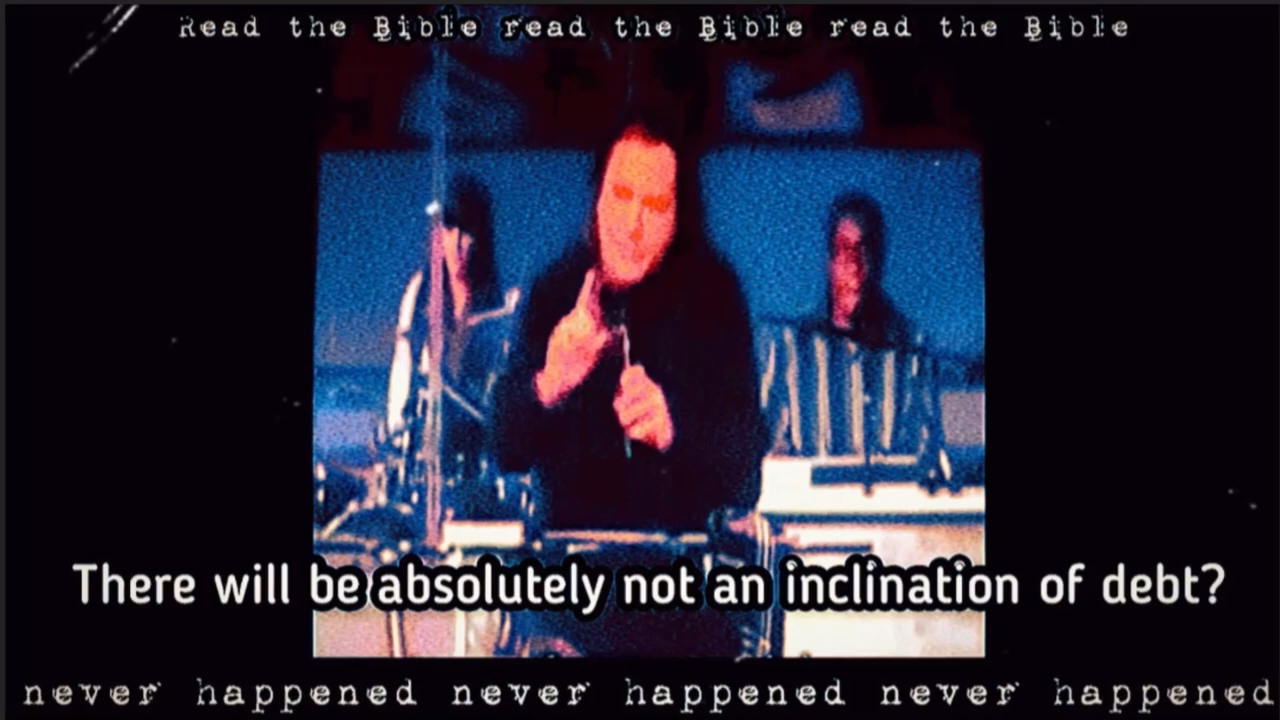 Read the Bible read the Bible read the Bible
There will be absolutely not an inclination of debt?
never happened never happened never happened